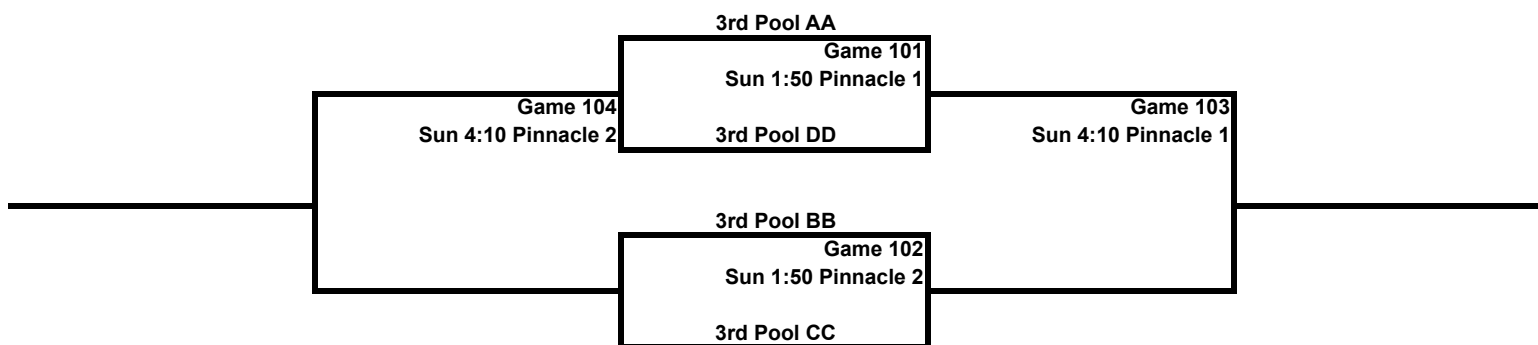 3rd Pool AA
Game 101
Sun 1:50 Pinnacle 1
Game 104
Sun 4:10 Pinnacle 2
Game 103
Sun 4:10 Pinnacle 1
3rd Pool DD
3rd Pool BB
Game 102
Sun 1:50 Pinnacle 2
3rd Pool CC